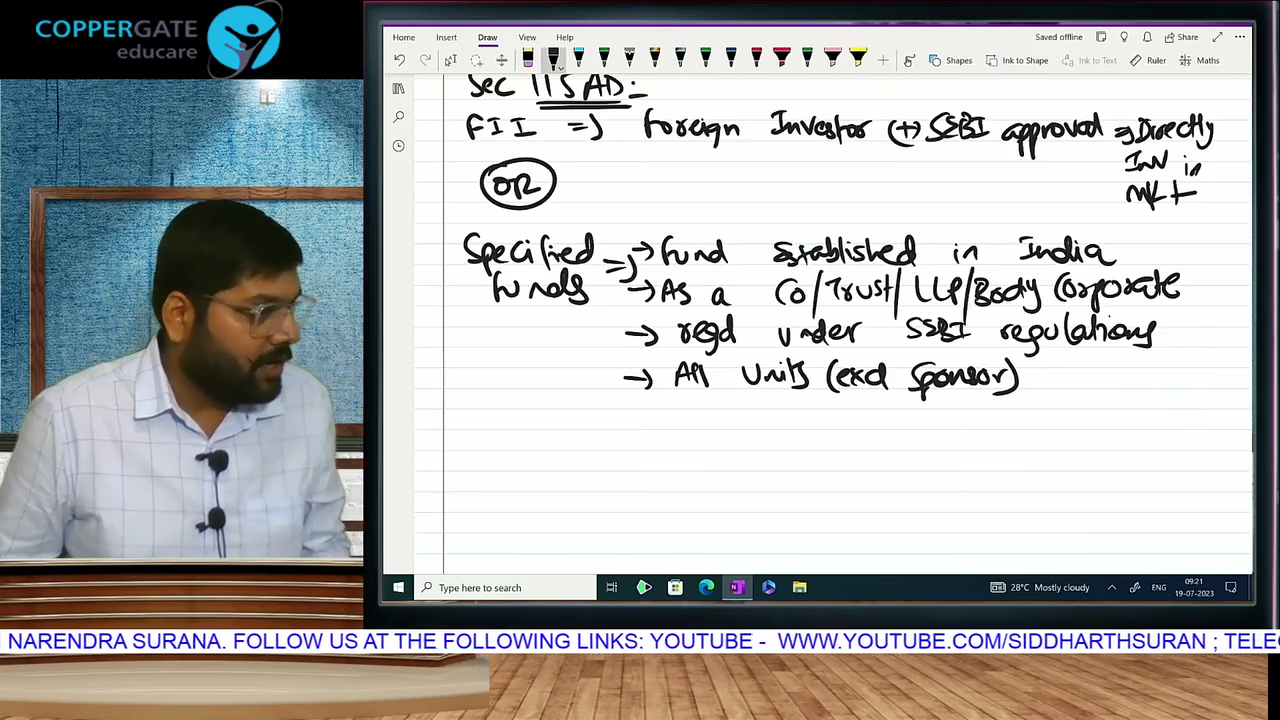 COPPERGATE
educare
Home Insert Draw View Help
Saved offline
Share
Shapes
Ink to Shape
Ink to Text
Ruler
Maths
Sec 115AD:-
FII => Foreign Investor (+) SEBI approved => Directly
Inv in
Mkt
OR
Specified => → Fund established in India
Funds → As a Co/Trust/LLP/Body Corporate
→ regd under SEBI regulations
→ All Units (excl Sponsor)
Type here to search
28°C Mostly cloudy
ENG
09:21
19-07-2023
NARENDRA SURANA. FOLLOW US AT THE FOLLOWING LINKS: YOUTUBE - WWW.YOUTUBE.COM/SIDDHARTHSURAN ; TELE